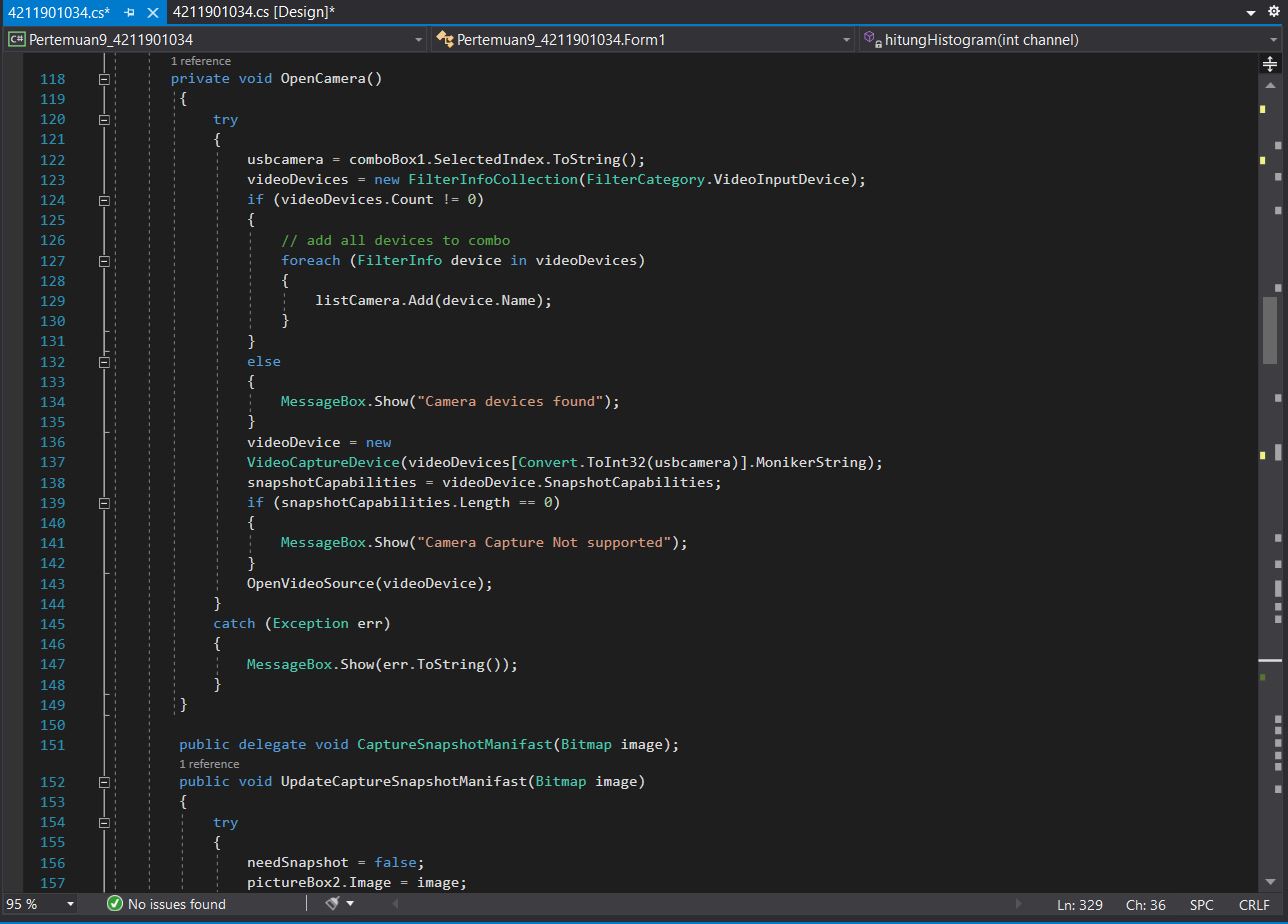 4211901034.cs*
4211901034.cs [Design]*
C# Pertemuan9_4211901034
Pertemuan9_4211901034.Form1
hitungHistogram(int channel)
1 reference
118 private void OpenCamera()
119 {
120 try
121 {
122 usbcamera = comboBox1.SelectedIndex.ToString();
123 videoDevices = new FilterInfoCollection(FilterCategory.VideoInputDevice);
124 if (videoDevices.Count != 0)
125 {
126 // add all devices to combo
127 foreach (FilterInfo device in videoDevices)
128 {
129 listCamera.Add(device.Name);
130 }
131 }
132 else
133 {
134 MessageBox.Show("Camera devices found");
135 }
136 videoDevice = new
137 VideoCaptureDevice(videoDevices[Convert.ToInt32(usbcamera)].MonikerString);
138 snapshotCapabilities = videoDevice.SnapshotCapabilities;
139 if (snapshotCapabilities.Length == 0)
140 {
141 MessageBox.Show("Camera Capture Not supported");
142 }
143 OpenVideoSource(videoDevice);
144 }
145 catch (Exception err)
146 {
147 MessageBox.Show(err.ToString());
148 }
149 }
150
151 public delegate void CaptureSnapshotManifast(Bitmap image);
1 reference
152 public void UpdateCaptureSnapshotManifast(Bitmap image)
153 {
154 try
155 {
156 needSnapshot = false;
157 pictureBox2.Image = image;
95 %
No issues found
Ln: 329
Ch: 36
SPC
CRLF